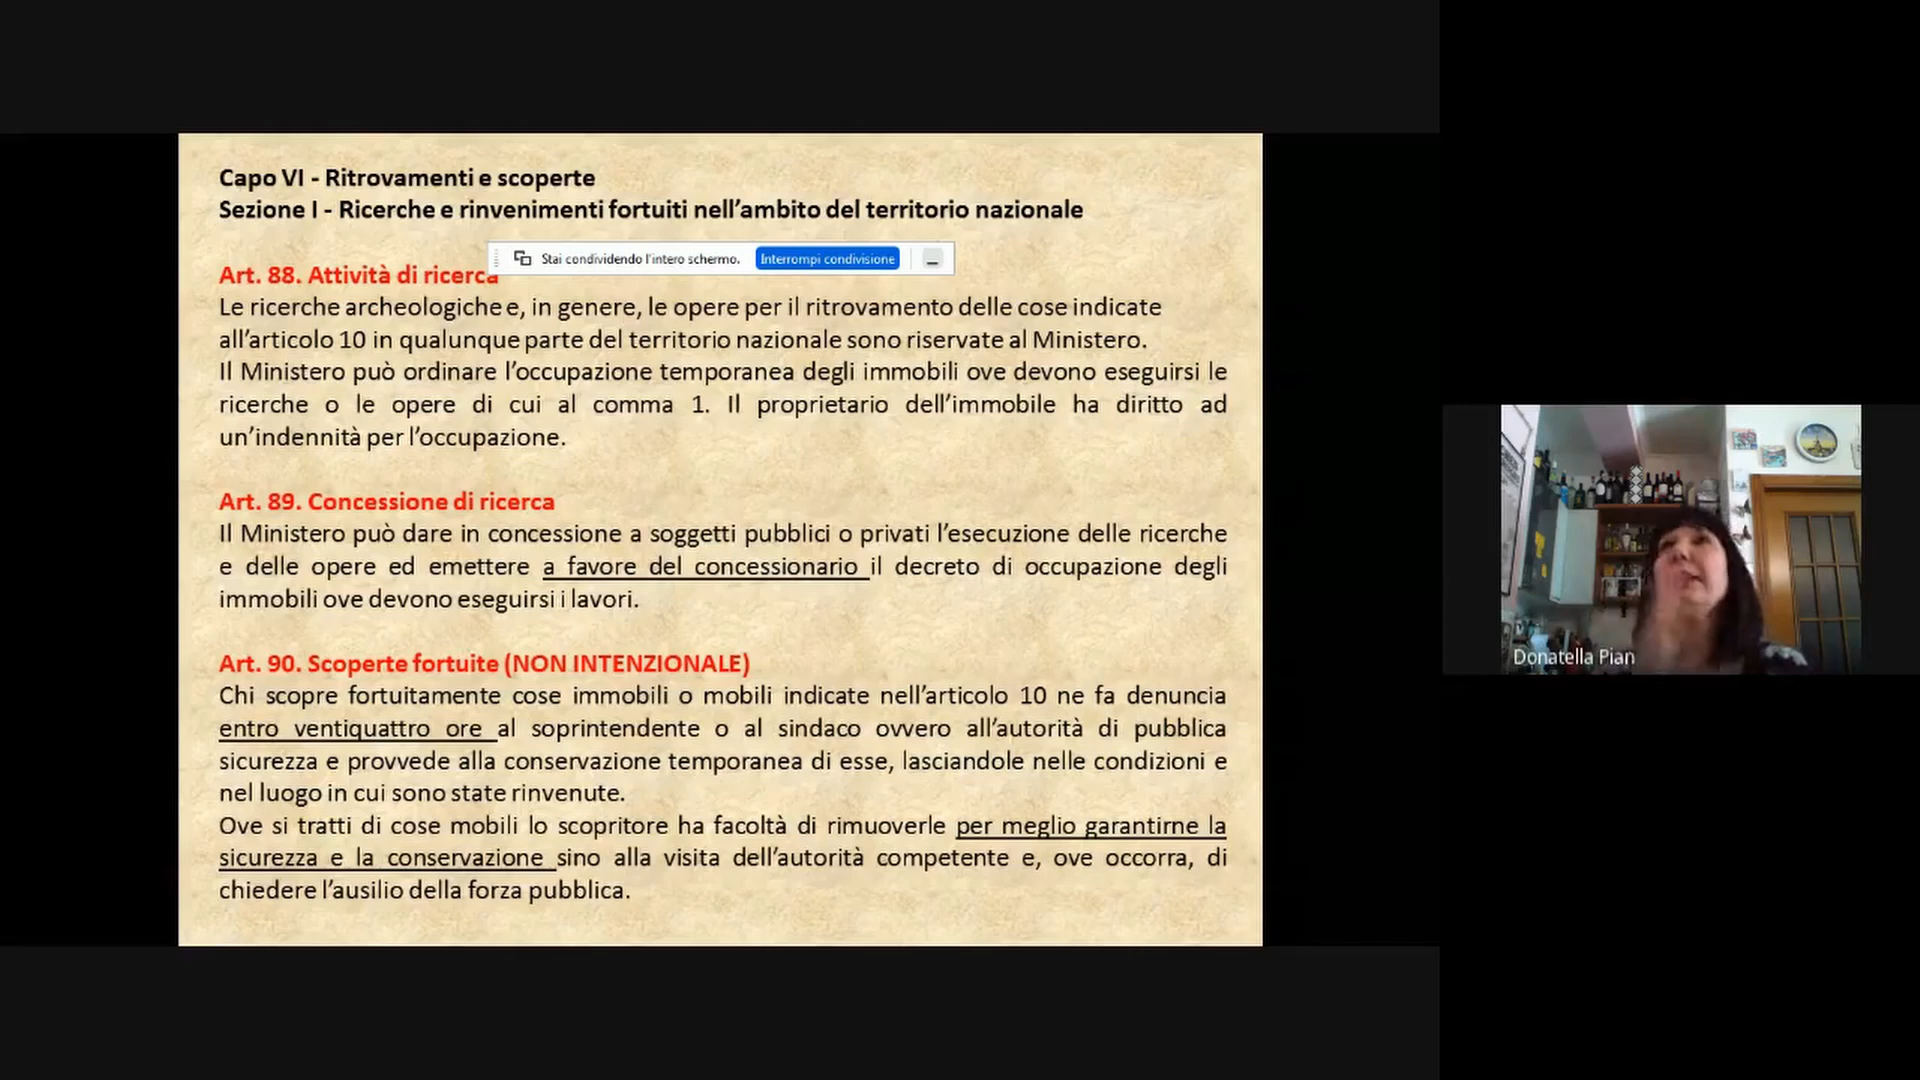 Capo VI - Ritrovamenti e scoperte
Sezione I - Ricerche e rinvenimenti fortuiti nell’ambito del territorio nazionale
Stai condividendo l'intero schermo. Interrompi condivisione
Art. 88. Attività di ricerca
Le ricerche archeologiche e, in genere, le opere per il ritrovamento delle cose indicate
all’articolo 10 in qualunque parte del territorio nazionale sono riservate al Ministero.
Il Ministero può ordinare l’occupazione temporanea degli immobili ove devono eseguirsi le
ricerche o le opere di cui al comma 1. Il proprietario dell’immobile ha diritto ad
un’indennità per l’occupazione.
Art. 89. Concessione di ricerca
Il Ministero può dare in concessione a soggetti pubblici o privati l’esecuzione delle ricerche
e delle opere ed emettere a favore del concessionario il decreto di occupazione degli
immobili ove devono eseguirsi i lavori.
Art. 90. Scoperte fortuite (NON INTENZIONALE)
Chi scopre fortuitamente cose immobili o mobili indicate nell’articolo 10 ne fa denuncia
entro ventiquattro ore al soprintendente o al sindaco ovvero all’autorità di pubblica
sicurezza e provvede alla conservazione temporanea di esse, lasciandole nelle condizioni e
nel luogo in cui sono state rinvenute.
Ove si tratti di cose mobili lo scopritore ha facoltà di rimuoverle per meglio garantirne la
sicurezza e la conservazione sino alla visita dell’autorità competente e, ove occorra, di
chiedere l’ausilio della forza pubblica.
Donatella Pian